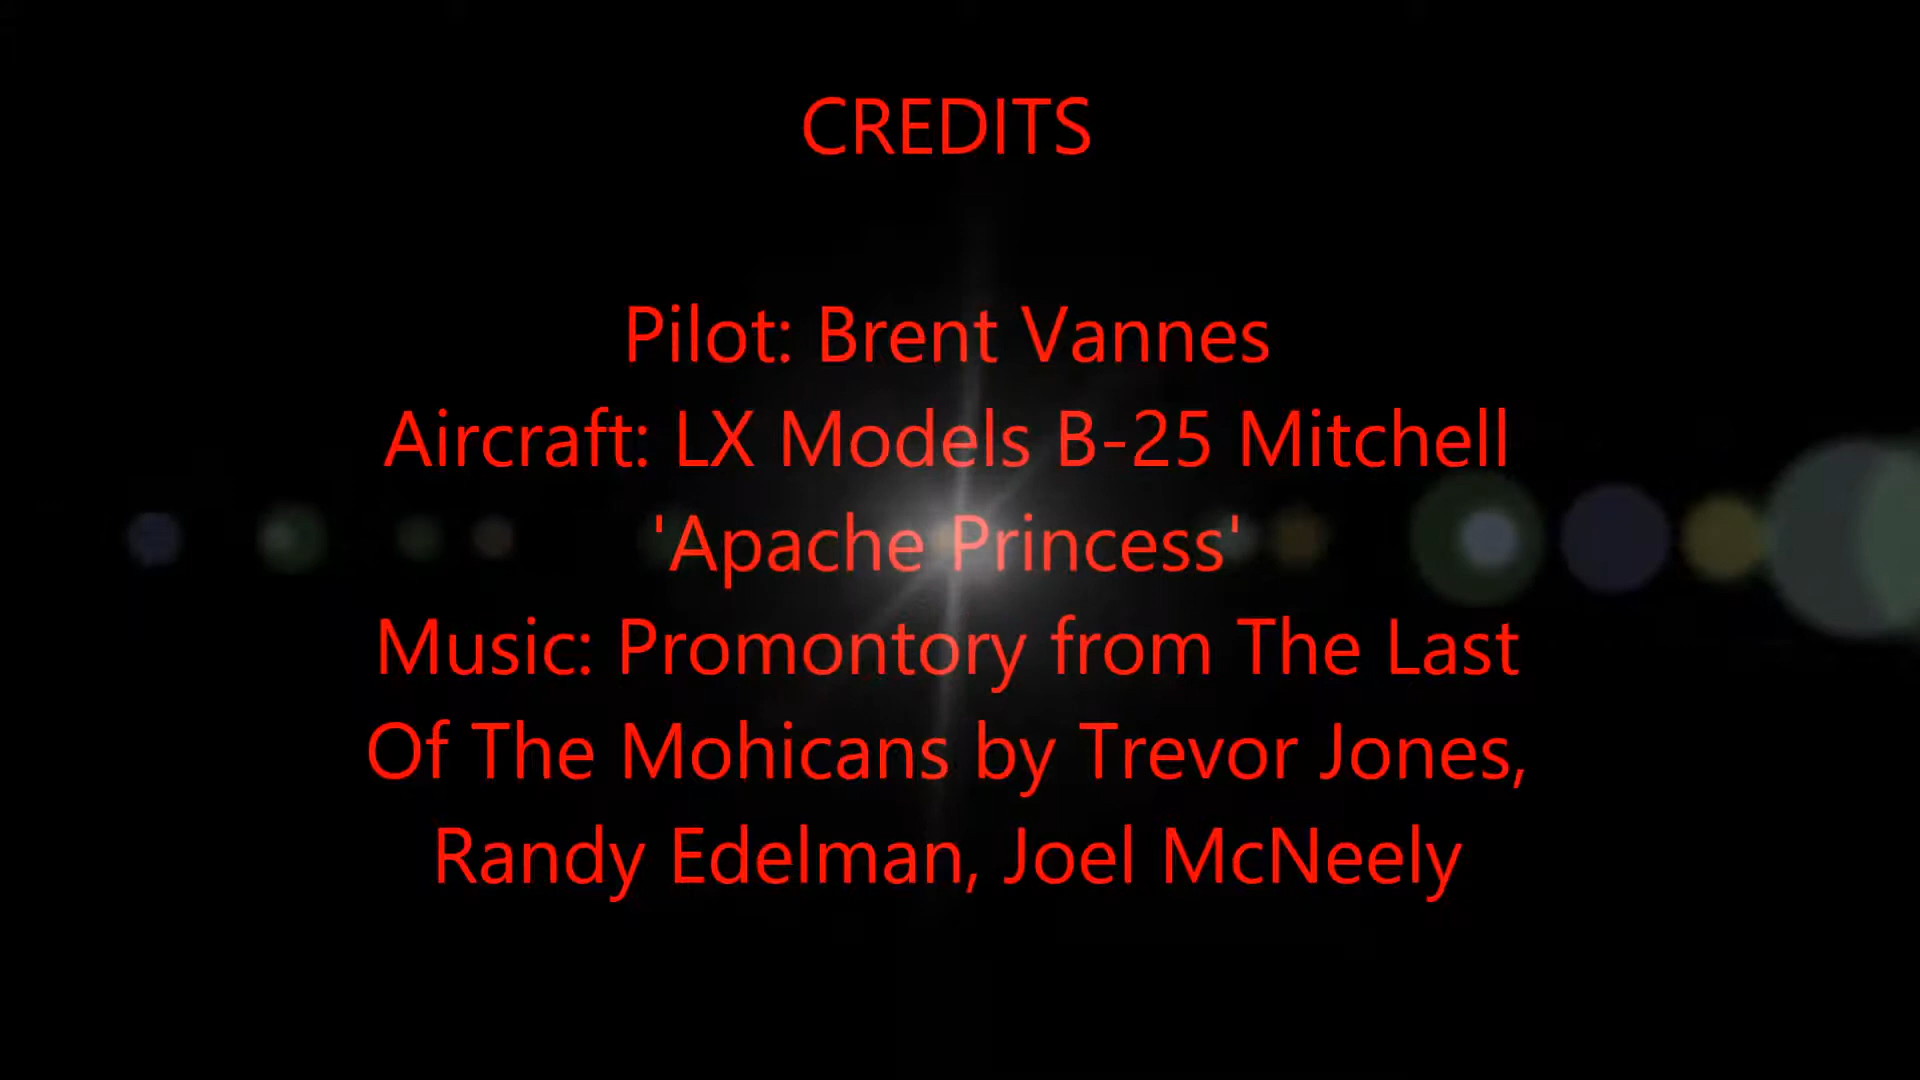 CREDITS
Pilot: Brent Vannes
Aircraft: LX Models B-25 Mitchell
'Apache Princess'
Music: Promontory from The Last
Of The Mohicans by Trevor Jones,
Randy Edelman, Joel McNeely